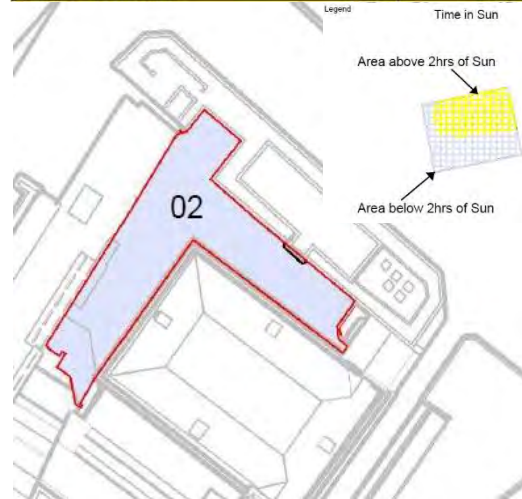 Legend
Time in Sun
Area above 2hrs of Sun
Area below 2hrs of Sun
02